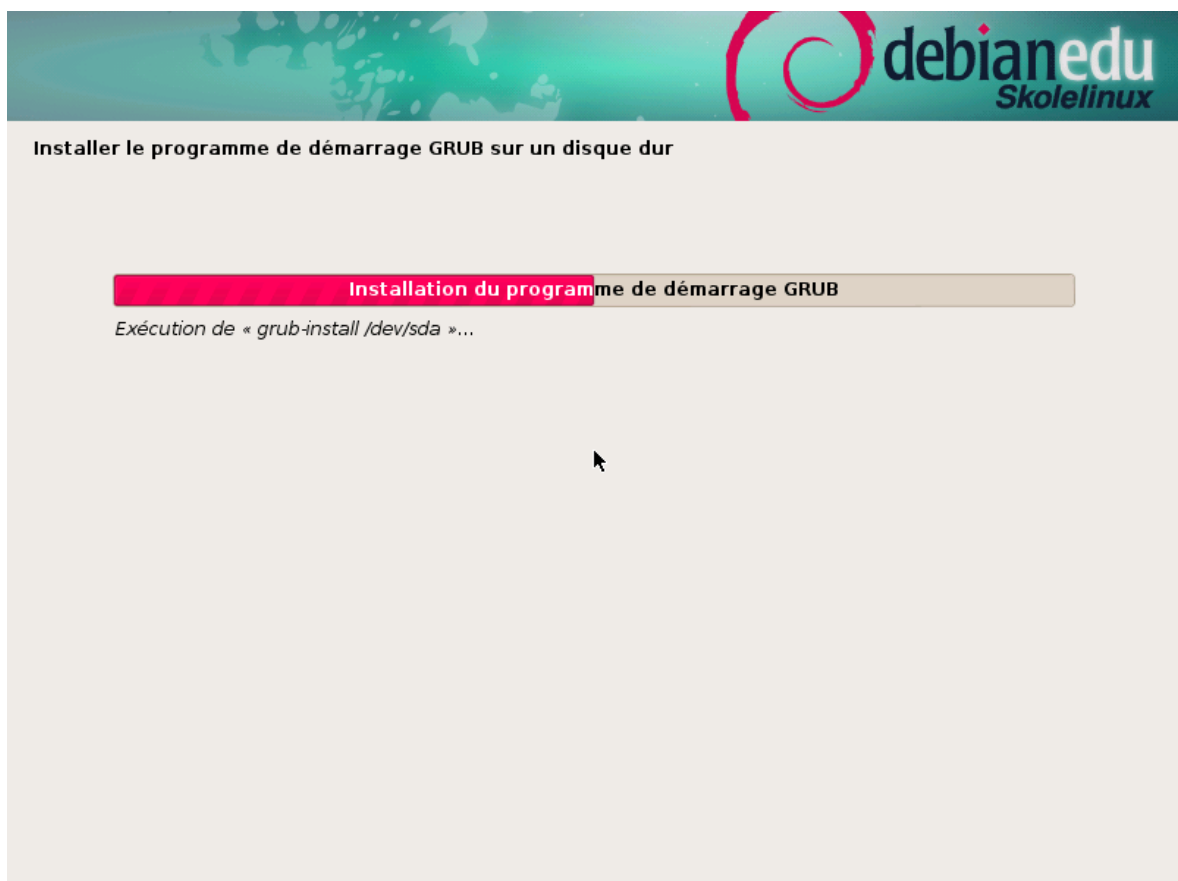 debianedu
Skolelinux
Installer le programme de démarrage GRUB sur un disque dur
Installation du programme de démarrage GRUB
Exécution de « grub-install /dev/sda »...